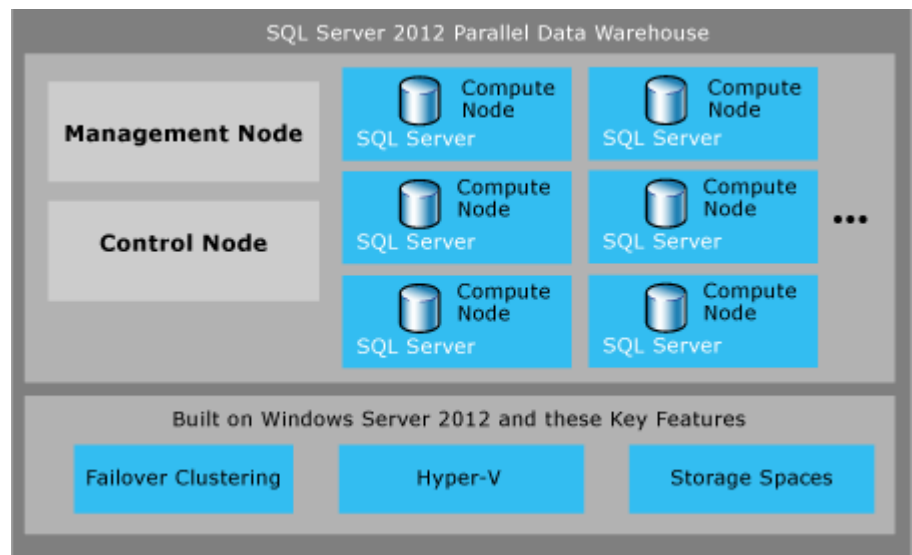 SQL Server 2012 Parallel Data Warehouse
Management Node
Control Node
Compute
Node
SQL Server
Compute
Node
SQL Server
Compute
Node
SQL Server
Compute
Node
SQL Server
...
Compute
Node
SQL Server
Compute
Node
SQL Server
Built on Windows Server 2012 and these Key Features
Failover Clustering
Hyper-V
Storage Spaces